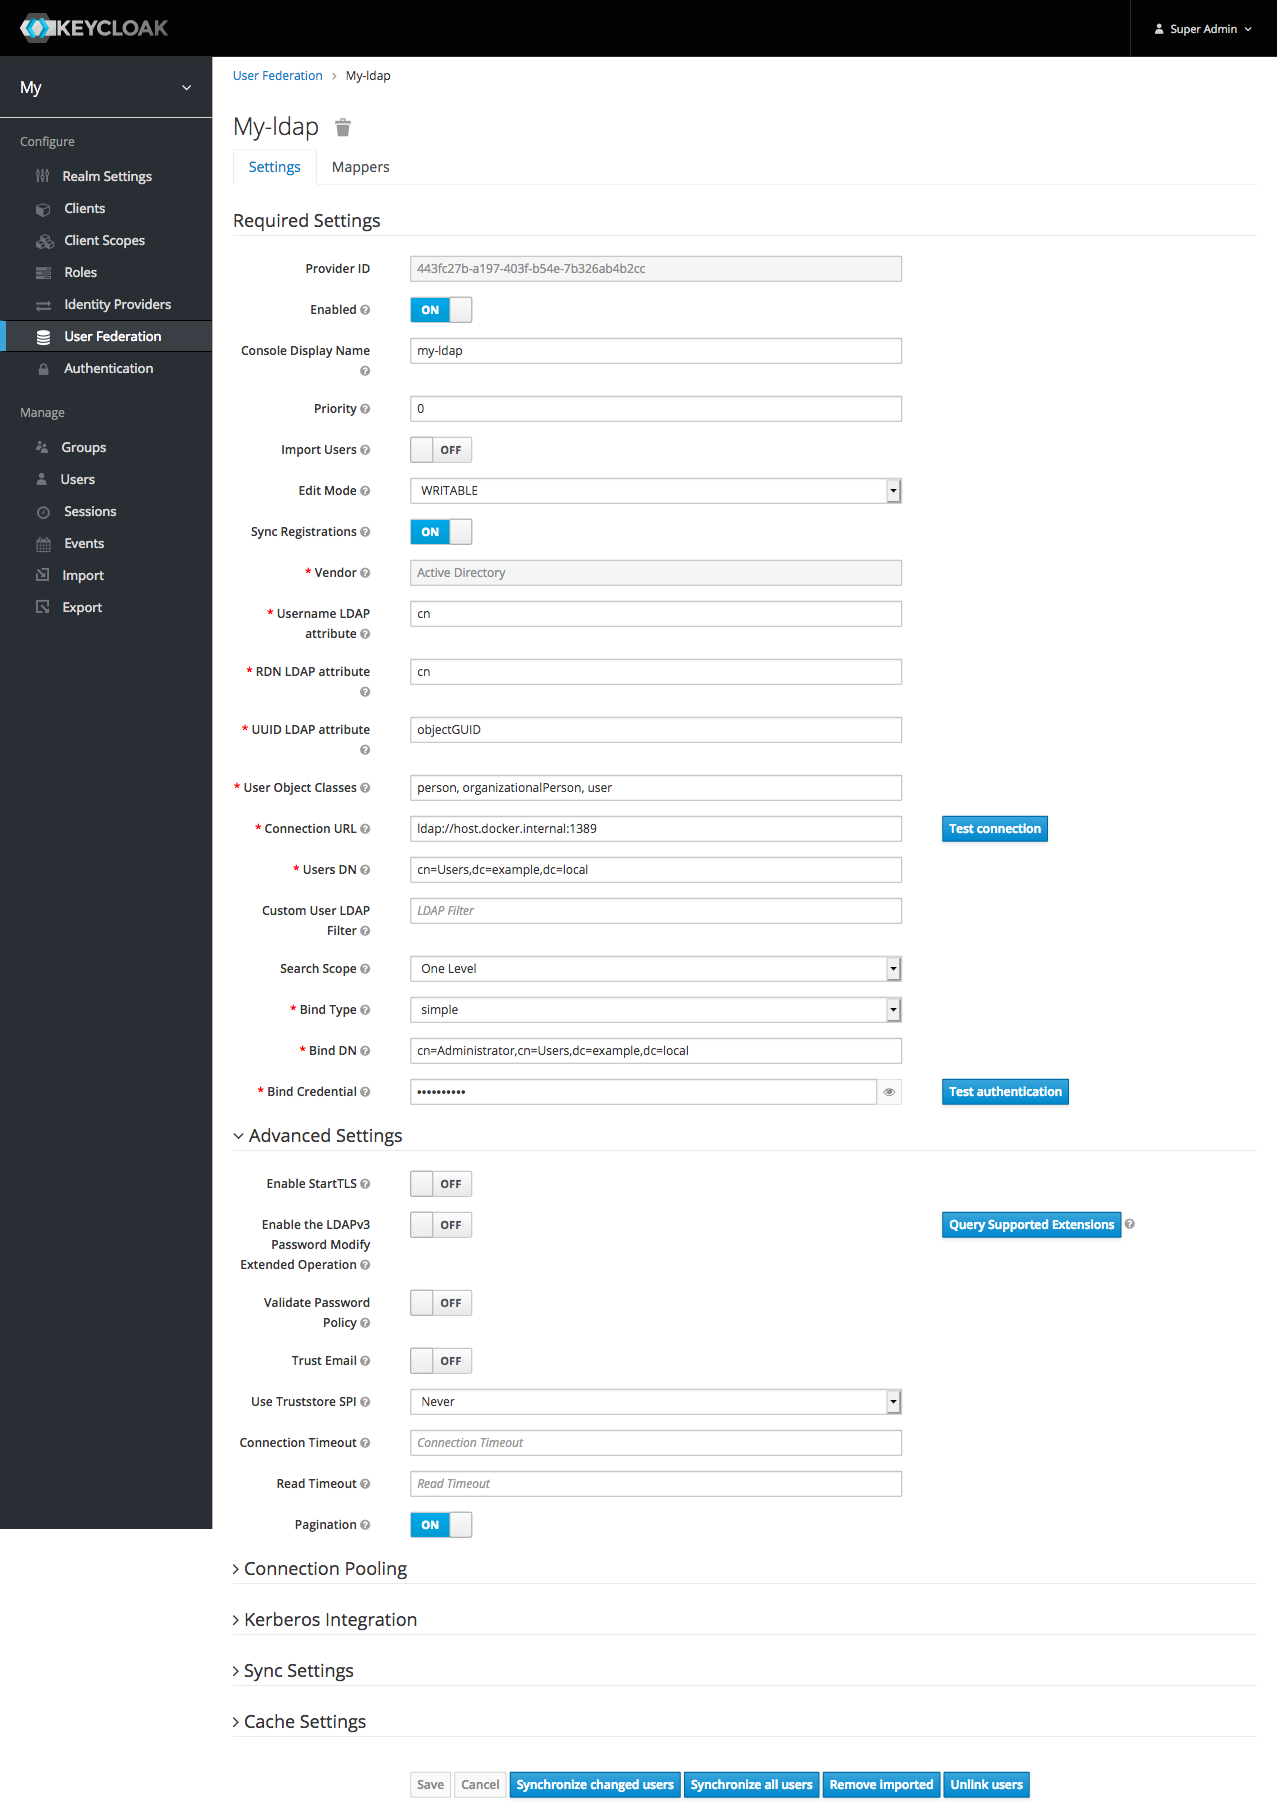 KEYCLOAK
Super Admin
My
Configure
Realm Settings
Clients
Client Scopes
Roles
Identity Providers
User Federation
Authentication
Manage
Groups
Users
Sessions
Events
Import
Export
User Federation > My-ldap
My-ldap
Settings Mappers
Required Settings
Provider ID 443fc27b-a197-403f-b54e-7b326ab4b2cc
Enabled ON
Console Display Name my-ldap
Priority 0
Import Users OFF
Edit Mode WRITABLE
Sync Registrations ON
* Vendor Active Directory
* Username LDAP
attribute cn
* RDN LDAP attribute cn
* UUID LDAP attribute objectGUID
* User Object Classes person, organizationalPerson, user
* Connection URL ldap://host.docker.internal:1389 Test connection
* Users DN cn=Users,dc=example,dc=local
Custom User LDAP
Filter LDAP Filter
Search Scope One Level
* Bind Type simple
* Bind DN cn=Administrator,cn=Users,dc=example,dc=local
* Bind Credential •••••••••• Test authentication
Advanced Settings
Enable StartTLS OFF
Enable the LDAPv3 OFF Query Supported Extensions
Password Modify
Extended Operation
Validate Password OFF
Policy
Trust Email OFF
Use Truststore SPI Never
Connection Timeout Connection Timeout
Read Timeout Read Timeout
Pagination ON
> Connection Pooling
> Kerberos Integration
> Sync Settings
> Cache Settings
Save Cancel Synchronize changed users Synchronize all users Remove imported Unlink users